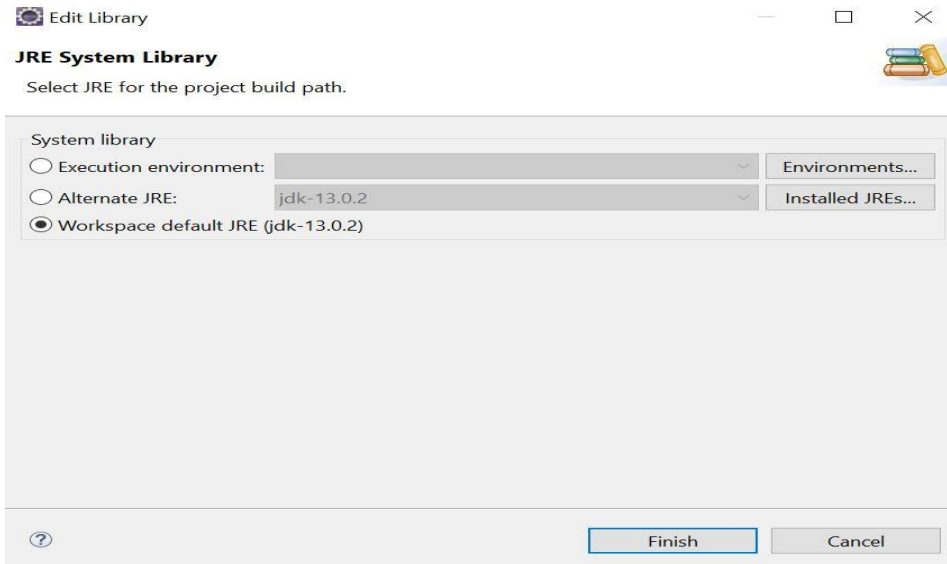 Edit Library
JRE System Library
Select JRE for the project build path.
System library
Execution environment: Environments...
Alternate JRE: jdk-13.0.2 Installed JREs...
Workspace default JRE (jdk-13.0.2)
? Finish Cancel